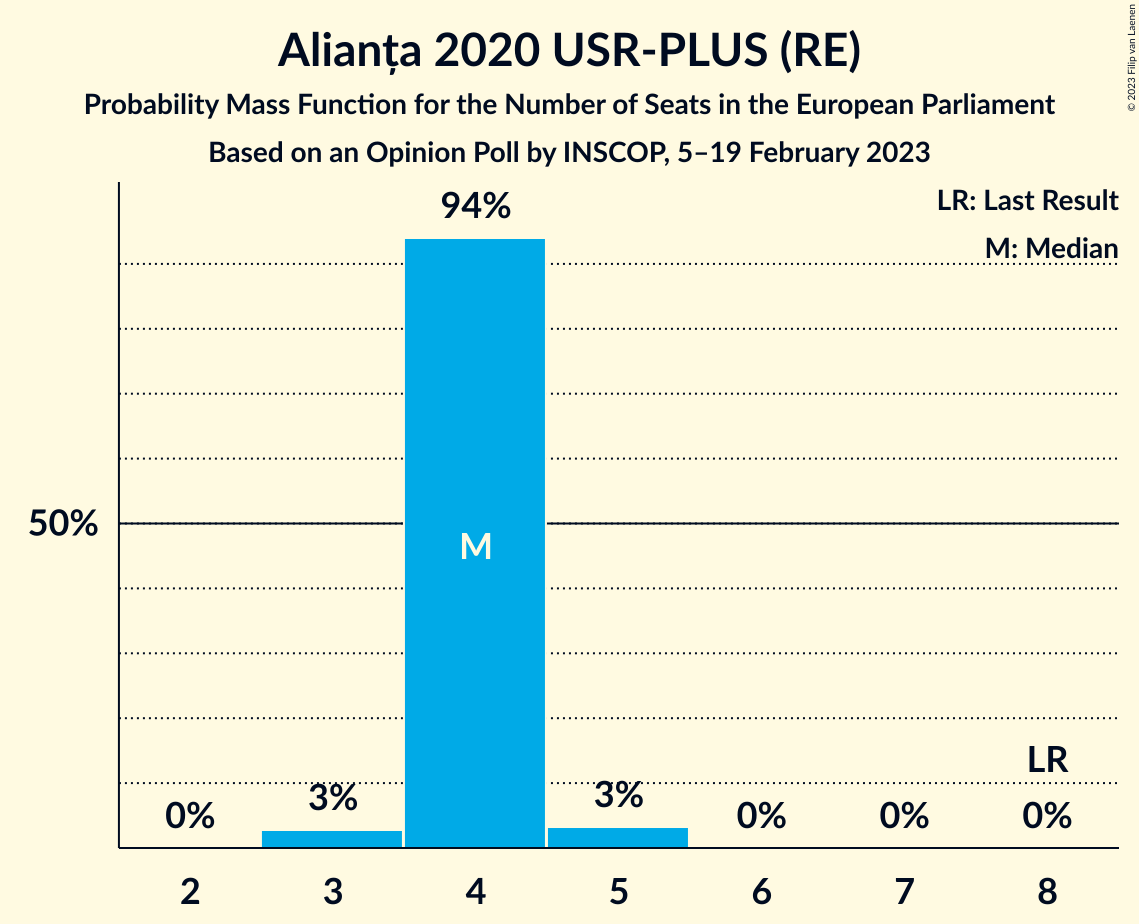 Alianța 2020 USR-PLUS (RE)
Probability Mass Function for the Number of Seats in the European Parliament
Based on an Opinion Poll by INSCOP, 5–19 February 2023
© 2023 Filip van Laenen
LR: Last Result
M: Median
94%
50%
M
LR
0%
3%
3%
0%
0%
0%
2
3
4
5
6
7
8